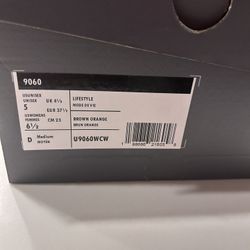 9060
US/UNISEX
UNISEX
5
UK 4½
EUR 37½
LIFESTYLE
MODE DE VIE
US/WOMENS
FEMMES
6½
CM 23
BROWN ORANGE
BRUN ORANGE
D
Medium
MOYEN
U9060WCW